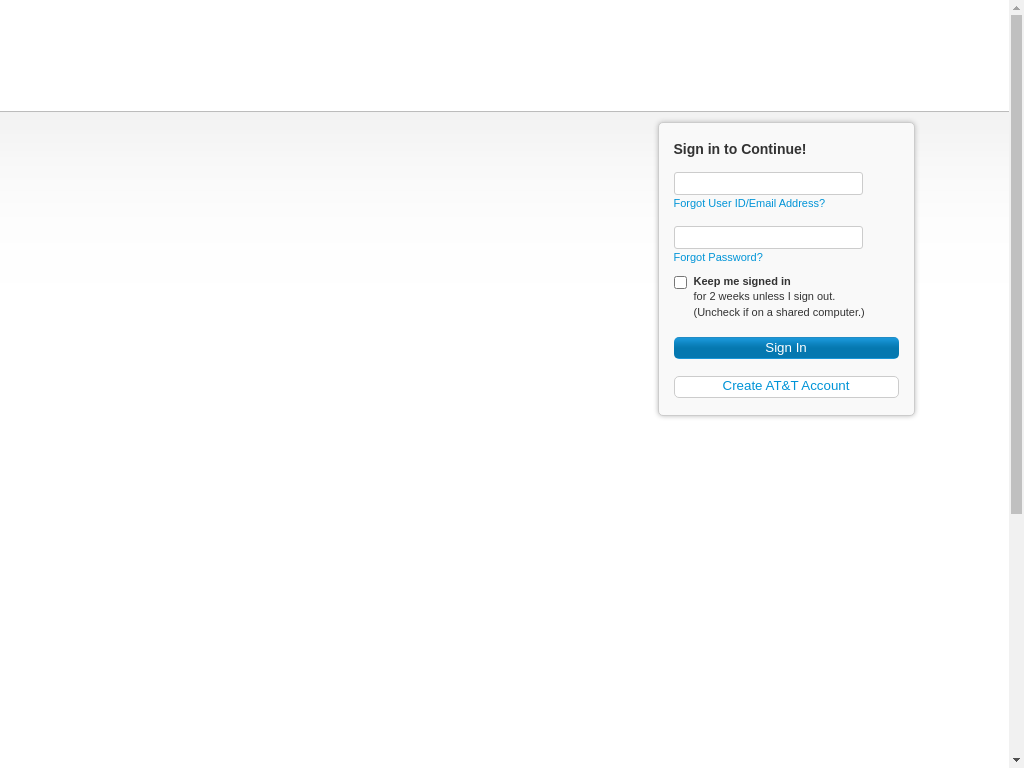 Sign in to Continue!
Forgot User ID/Email Address?
Forgot Password?
Keep me signed in
for 2 weeks unless I sign out.
(Uncheck if on a shared computer.)
Sign In
Create AT&T Account